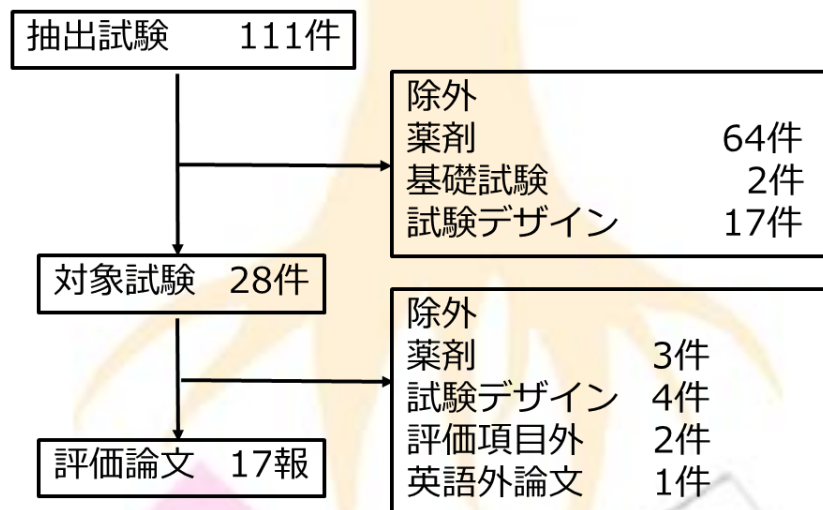 抽出試験 111件
除外
薬剤 64件
基礎試験 2件
試験デザイン 17件
対象試験 28件
除外
薬剤 3件
試験デザイン 4件
評価項目外 2件
英語外論文 1件
評価論文 17報